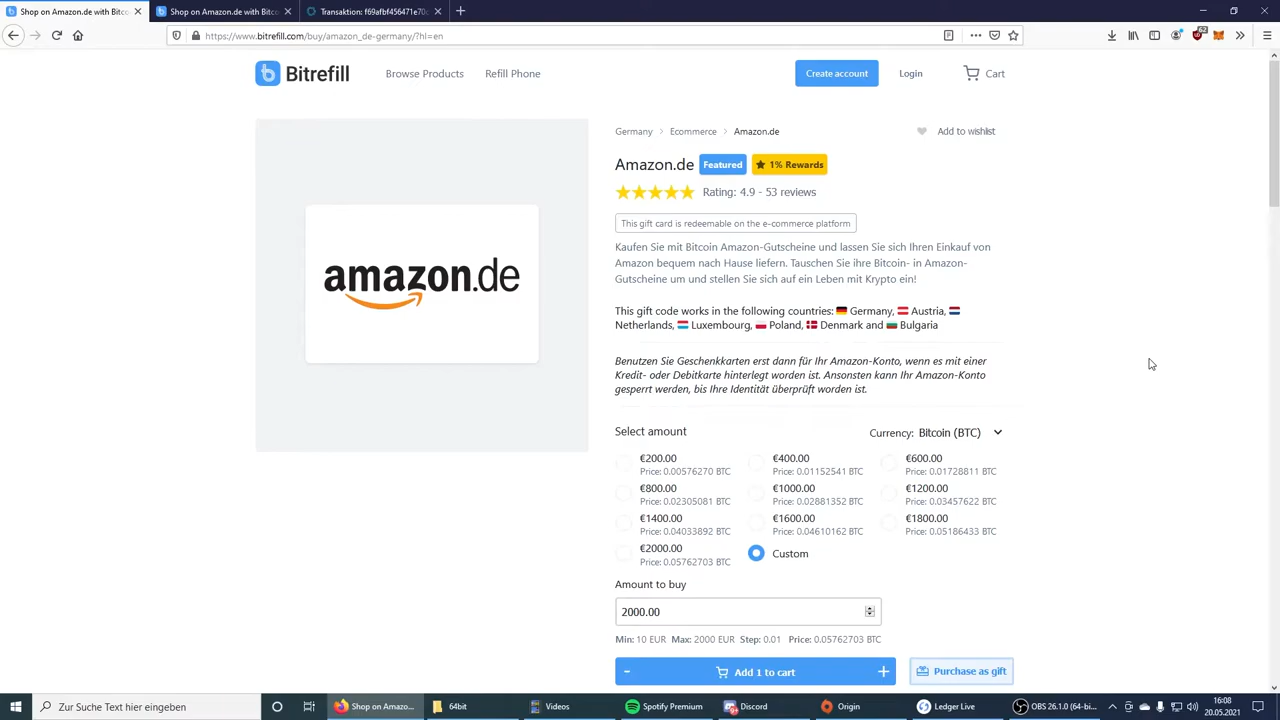 Shop on Amazon.de with Bitco
Shop on Amazon.de with Bitco
Transaktion: f69afbf456471e70c
https://www.bitrefill.com/buy/amazon_de-germany/?hl=en
Bitrefill
Browse Products
Refill Phone
Create account
Login
Cart
Germany > Ecommerce > Amazon.de
Add to wishlist
Amazon.de
Featured
1% Rewards
Rating: 4.9 - 53 reviews
This gift card is redeemable on the e-commerce platform
amazon.de
Kaufen Sie mit Bitcoin Amazon-Gutscheine und lassen Sie sich Ihren Einkauf von
Amazon bequem nach Hause liefern. Tauschen Sie ihre Bitcoin- in Amazon-
Gutscheine um und stellen Sie sich auf ein Leben mit Krypto ein!
This gift code works in the following countries: Germany, Austria,
Netherlands, Luxembourg, Poland, Denmark and Bulgaria
Benutzen Sie Geschenkkarten erst dann für Ihr Amazon-Konto, wenn es mit einer
Kredit- oder Debitkarte hinterlegt worden ist. Ansonsten kann Ihr Amazon-Konto
gesperrt werden, bis Ihre Identität überprüft worden ist.
Select amount
Currency: Bitcoin (BTC)
€200.00
Price: 0.00576270 BTC
€400.00
Price: 0.01152541 BTC
€600.00
Price: 0.01728811 BTC
€800.00
Price: 0.02305081 BTC
€1000.00
Price: 0.02881352 BTC
€1200.00
Price: 0.03457622 BTC
€1400.00
Price: 0.04033892 BTC
€1600.00
Price: 0.04610162 BTC
€1800.00
Price: 0.05186433 BTC
€2000.00
Price: 0.05762703 BTC
Custom
Amount to buy
2000.00
Min: 10 EUR Max: 2000 EUR Step: 0.01 Price: 0.05762703 BTC
- Add 1 to cart +
Purchase as gift
Zur Suche Text hier eingeben
Shop on Amazo...
64bit
Videos
Spotify Premium
Discord
Origin
Ledger Live
OBS 26.1.0 (64-bi...
16:08
20.05.2021